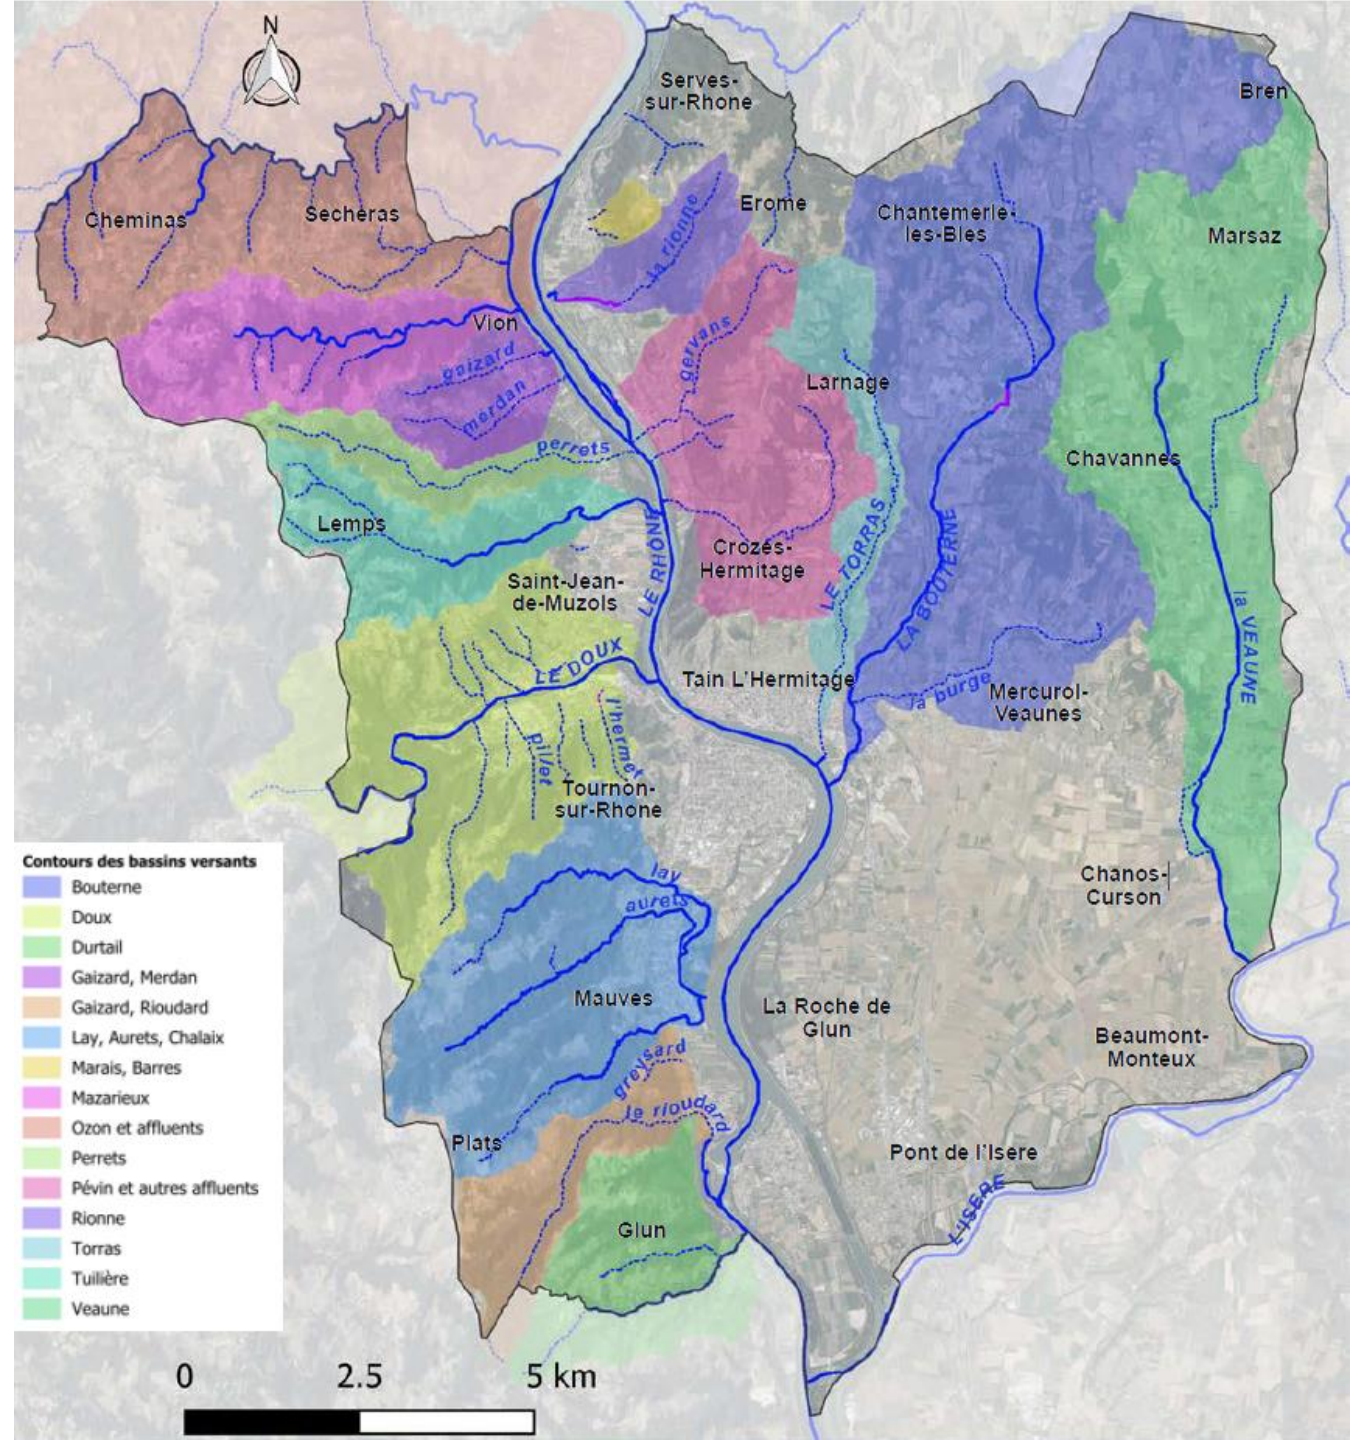 N
Serves-
sur-Rhone
Bren
Cheminas
Secheras
Erome
la rionne
Chantemerle-
les-Bles
Marsaz
Vion
gaizard
merdan
gervans
Larnage
perrets
Chavannes
Lemps
LE RHONE
Crozes-
Hermitage
LE TORRAS
LA BOUTERNE
Saint-Jean-
de-Muzols
LE DOUX
Tain L'Hermitage
la burge
Mercurol-
Veaunes
la VEAUNE
l'hermet
pillet
Tournon-
sur-Rhone
Chanos-
Curson
lay
aurets
Mauves
La Roche de
Glun
Beaumont-
Monteux
greysard
le rioudard
Plats
Pont de l'Isere
L'ISERE
Glun
Contours des bassins versants
Bouterne
Doux
Durtail
Gaizard, Merdan
Gaizard, Rioudard
Lay, Aurets, Chalaix
Marais, Barres
Mazarieux
Ozon et affluents
Perrets
Pévin et autres affluents
Rionne
Torras
Tuilière
Veaune
0 2.5 5 km